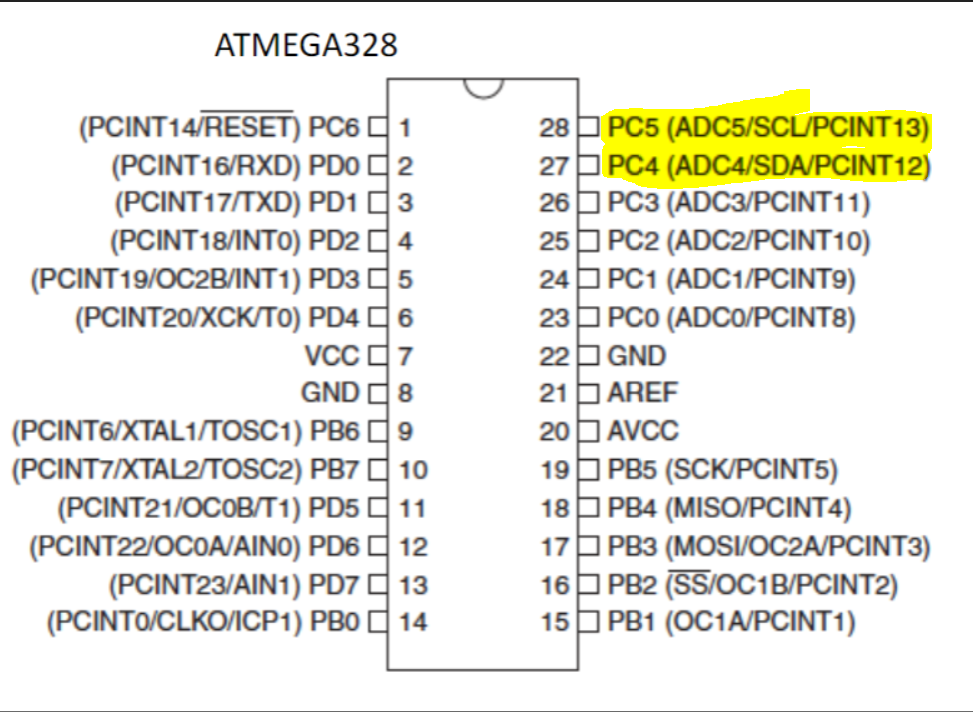 ATMEGA328
(PCINT14/RESET) PC6 1 28 PC5 (ADC5/SCL/PCINT13)
(PCINT16/RXD) PD0 2 27 PC4 (ADC4/SDA/PCINT12)
(PCINT17/TXD) PD1 3 26 PC3 (ADC3/PCINT11)
(PCINT18/INT0) PD2 4 25 PC2 (ADC2/PCINT10)
(PCINT19/OC2B/INT1) PD3 5 24 PC1 (ADC1/PCINT9)
(PCINT20/XCK/T0) PD4 6 23 PC0 (ADC0/PCINT8)
VCC 7 22 GND
GND 8 21 AREF
(PCINT6/XTAL1/TOSC1) PB6 9 20 AVCC
(PCINT7/XTAL2/TOSC2) PB7 10 19 PB5 (SCK/PCINT5)
(PCINT21/OC0B/T1) PD5 11 18 PB4 (MISO/PCINT4)
(PCINT22/OC0A/AIN0) PD6 12 17 PB3 (MOSI/OC2A/PCINT3)
(PCINT23/AIN1) PD7 13 16 PB2 (SS/OC1B/PCINT2)
(PCINT0/CLKO/ICP1) PB0 14 15 PB1 (OC1A/PCINT1)